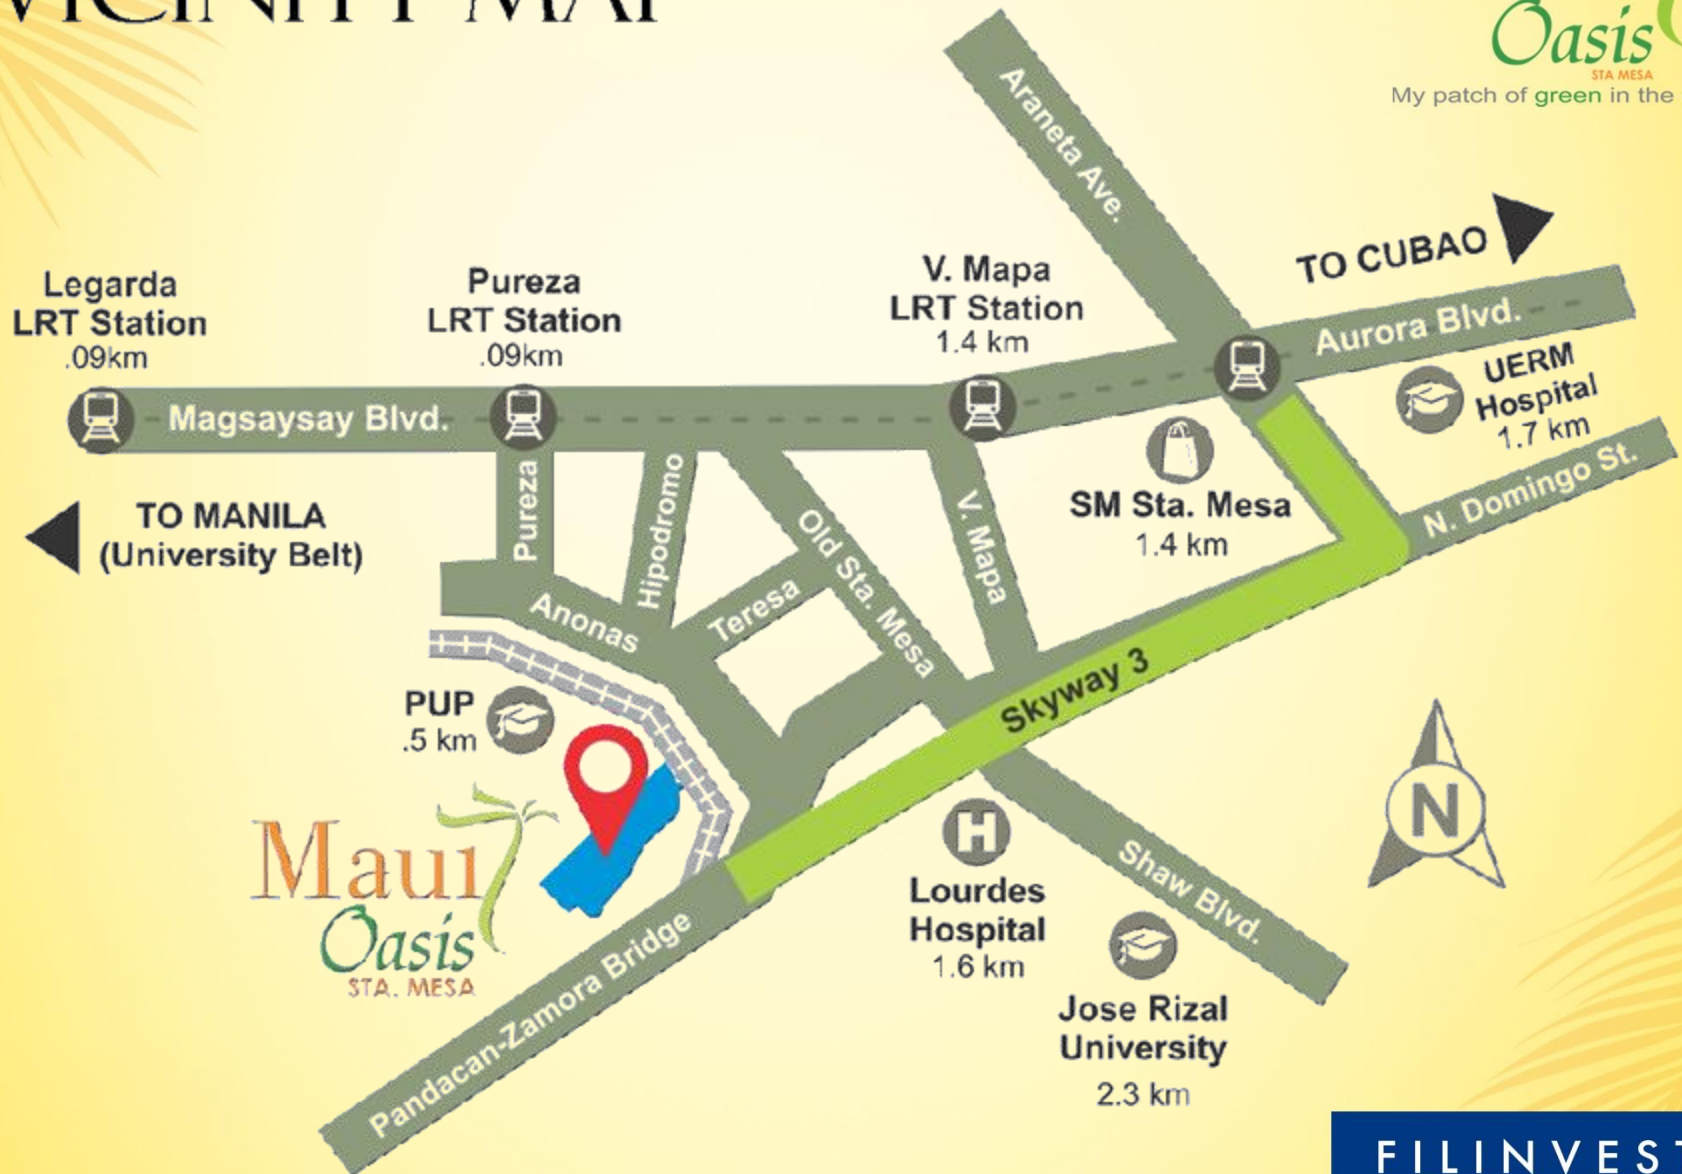 VICINITY MAP
Oasis
STA MESA
My patch of green in the
Araneta Ave.
TO CUBAO
Legarda
LRT Station
.09km
Pureza
LRT Station
.09km
V. Mapa
LRT Station
1.4 km
Aurora Blvd.
UERM
Hospital
1.7 km
Magsaysay Blvd.
SM Sta. Mesa
1.4 km
N. Domingo St.
TO MANILA
(University Belt)
Pureza
Hipodromo
Old Sta. Mesa
V. Mapa
Anonas
Teresa
Skyway 3
PUP
.5 km
Maui
Oasis
STA. MESA
N
H
Lourdes
Hospital
1.6 km
Shaw Blvd.
Jose Rizal
University
2.3 km
Pandacan-Zamora Bridge
FILINVEST